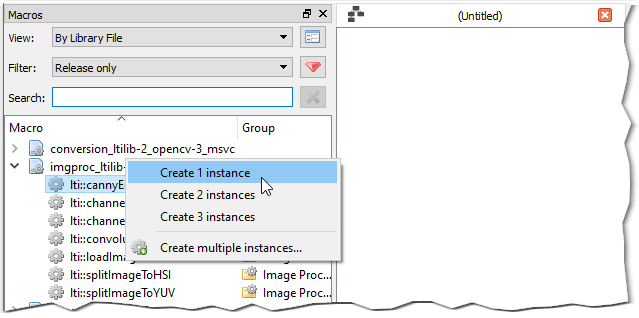 Macros
(Untitled)
View:
By Library File
Filter:
Release only
Search:
Macro
Group
conversion_ltilib-2_opencv-3_msvc
imgproc_ltilib-
Create 1 instance
lti::cannyE
Create 2 instances
lti::channe
Create 3 instances
lti::channe
lti::convolu
Create multiple instances...
lti::loadIma
lti::splitImageToHSI Image Proc...
lti::splitImageToYUV Image Proc...